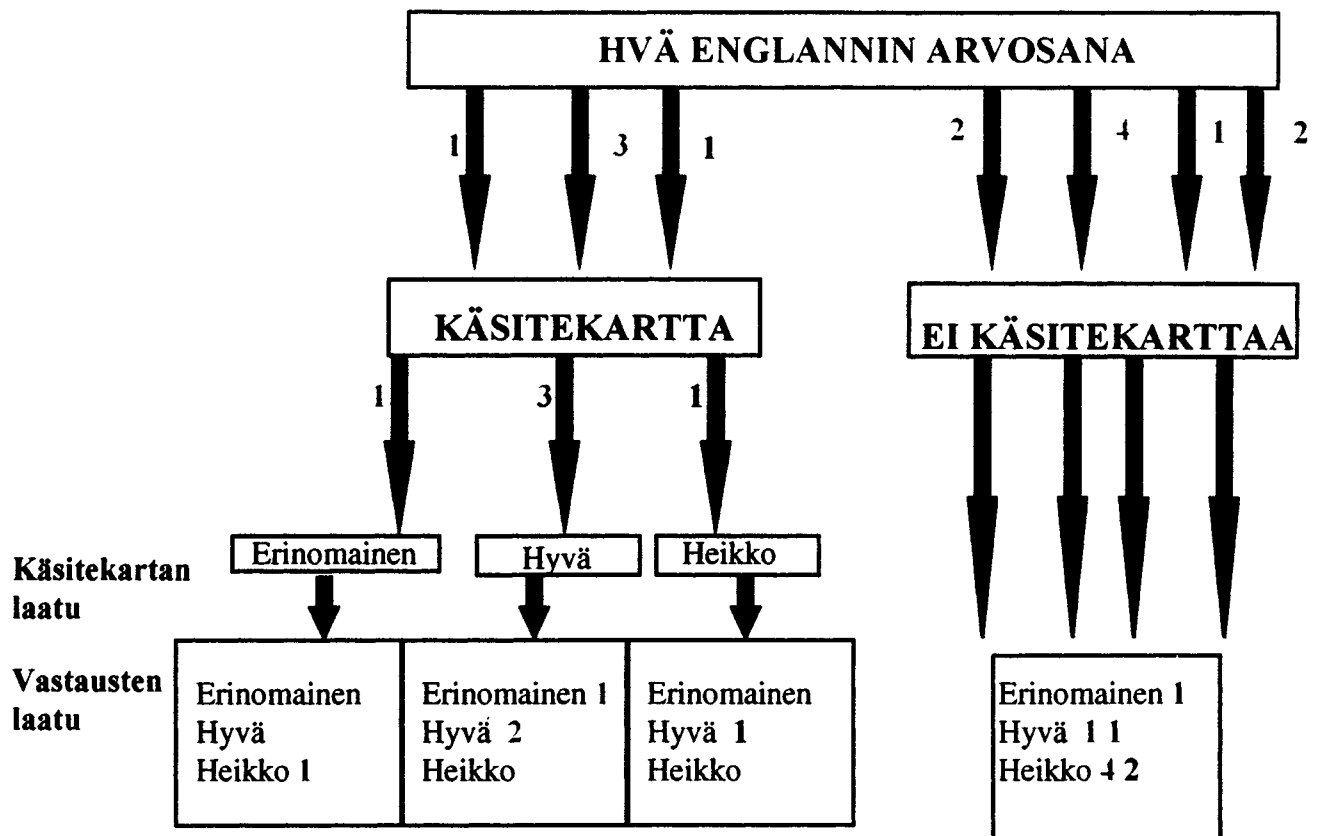 HVÄ ENGLANNIN ARVOSANA
1 3 1 2 4 1 2
KÄSITEKARTTA
EI KÄSITEKARTTAA
1 3 1
Käsitekartan
laatu
Erinomainen
Hyvä
Heikko
Vastausten
laatu
Erinomainen
Hyvä
Heikko 1
Erinomainen 1
Hyvä 2
Heikko
Erinomainen
Hyvä 1
Heikko
Erinomainen 1
Hyvä 1 1
Heikko 4 2